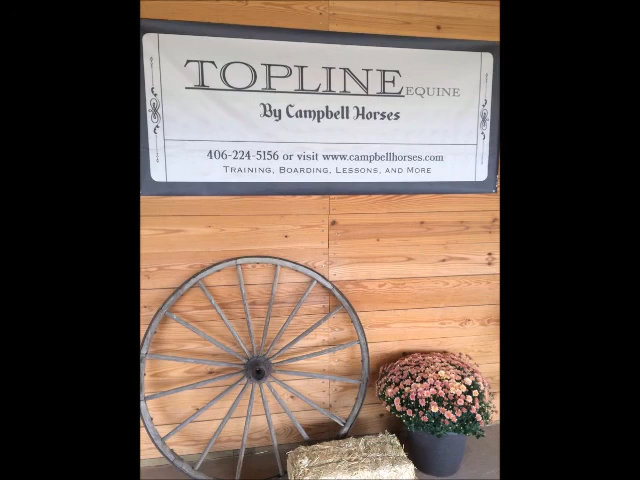 TOPLINE EQUINE
By Campbell Horses
406-224-5156 or visit www.campbellhorses.com
Training, Boarding, Lessons, and More